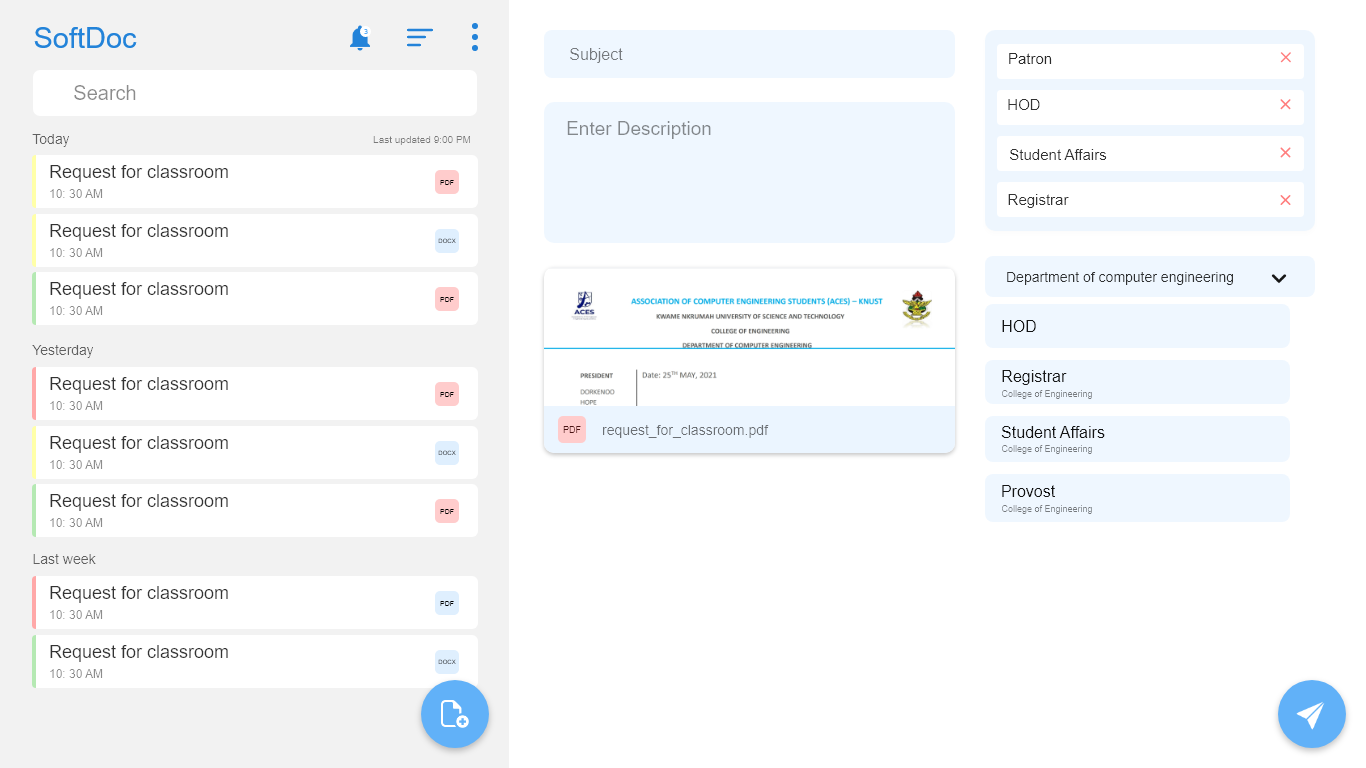 SoftDoc
3
Search
Today
Last updated 9:00 PM
Request for classroom
10: 30 AM
PDF
Request for classroom
10: 30 AM
DOCX
Request for classroom
10: 30 AM
PDF
Yesterday
Request for classroom
10: 30 AM
PDF
Request for classroom
10: 30 AM
DOCX
Request for classroom
10: 30 AM
PDF
Last week
Request for classroom
10: 30 AM
PDF
Request for classroom
10: 30 AM
DOCX
Subject
Enter Description
ACES
ASSOCIATION OF COMPUTER ENGINEERING STUDENTS (ACES) – KNUST
KWAME NKRUMAH UNIVERSITY OF SCIENCE AND TECHNOLOGY
COLLEGE OF ENGINEERING
DEPARTMENT OF COMPUTER ENGINEERING
PRESIDENT
DORKENOO
HOPE
Date: 25TH MAY, 2021
PDF
request_for_classroom.pdf
Patron
HOD
Student Affairs
Registrar
Department of computer engineering
HOD
Registrar
College of Engineering
Student Affairs
College of Engineering
Provost
College of Engineering